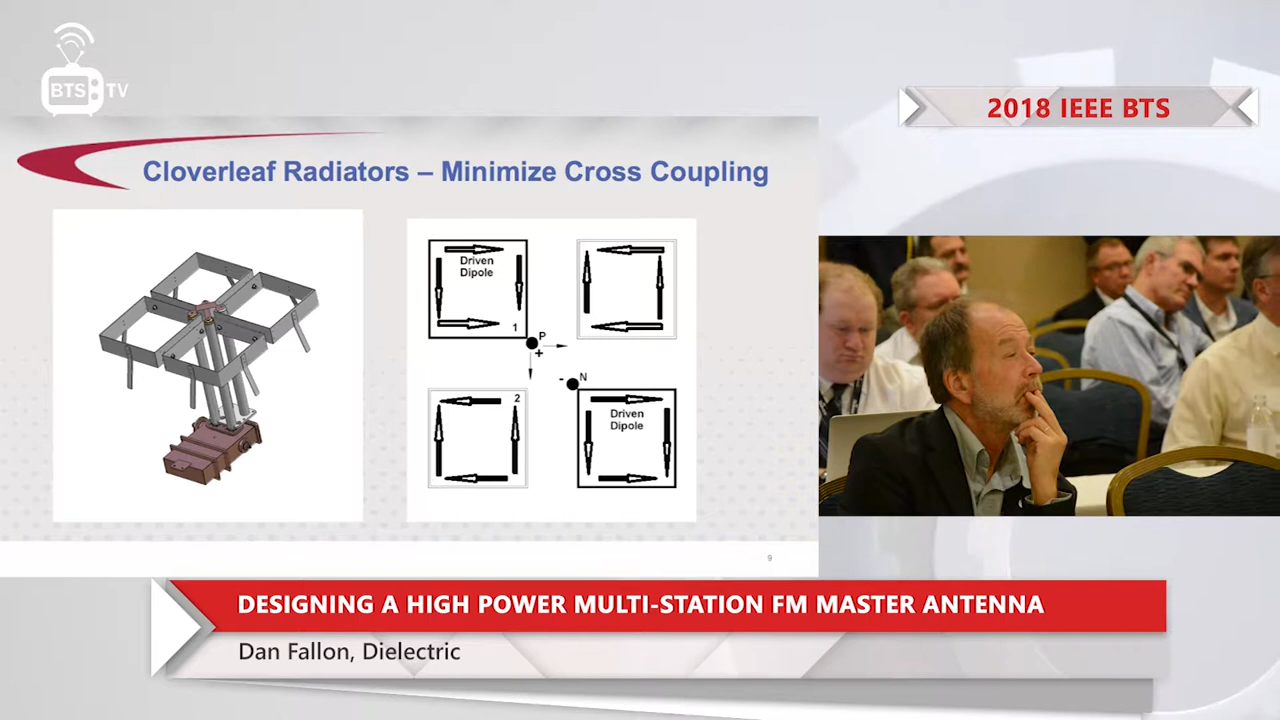 BTS TV
2018 IEEE BTS
Cloverleaf Radiators – Minimize Cross Coupling
Driven
Dipole
1
P
+
- N
2
Driven
Dipole
9
DESIGNING A HIGH POWER MULTI-STATION FM MASTER ANTENNA
Dan Fallon, Dielectric